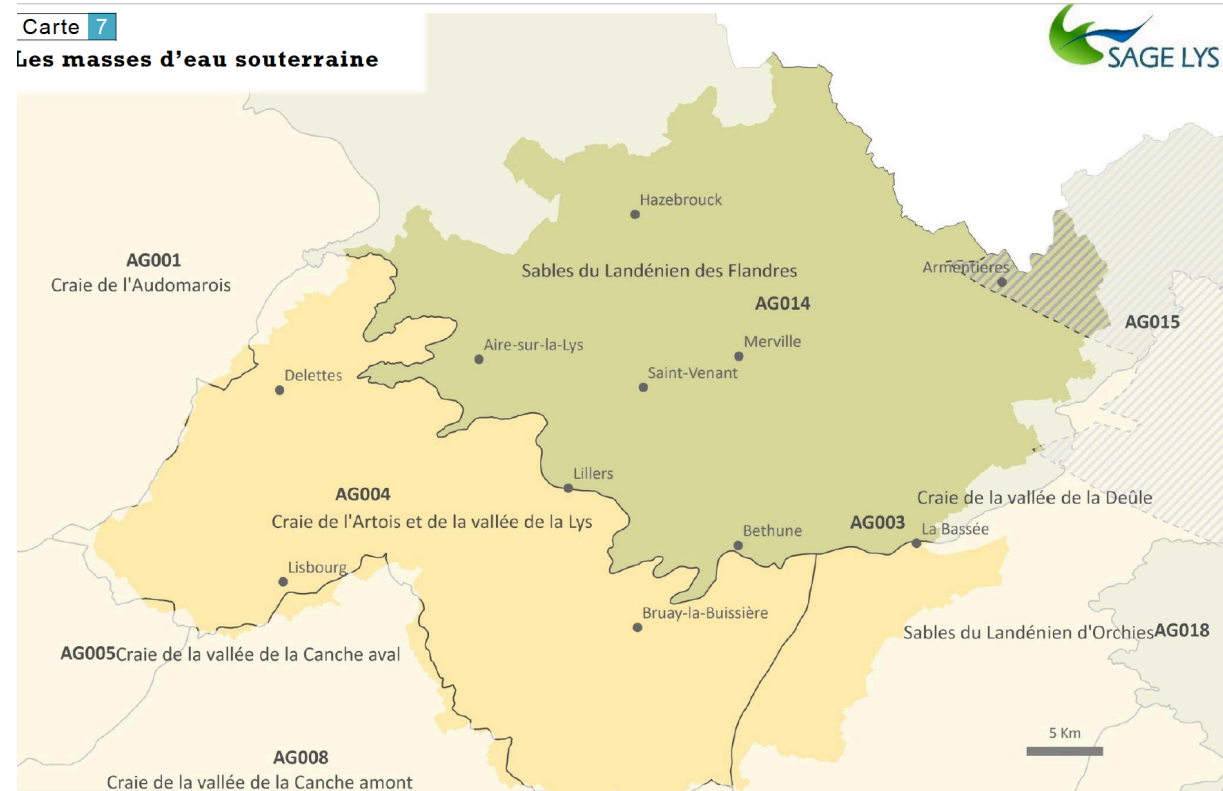 Carte 7
Les masses d'eau souterraine
SAGE LYS
Hazebrouck
AG001
Craie de l'Audomarois
Sables du Landénien des Flandres
Armentieres
AG014
AG015
Aire-sur-la-Lys
Merville
Delettes
Saint-Venant
Lillers
AG004
Craie de l'Artois et de la vallée de la Lys
Craie de la vallée de la Deûle
AG003
La Bassée
Bethune
Lisbourg
Bruay-la-Buissière
Sables du Landénien d'Orchies AG018
AG005 Craie de la vallée de la Canche aval
5 Km
AG008
Craie de la vallée de la Canche amont